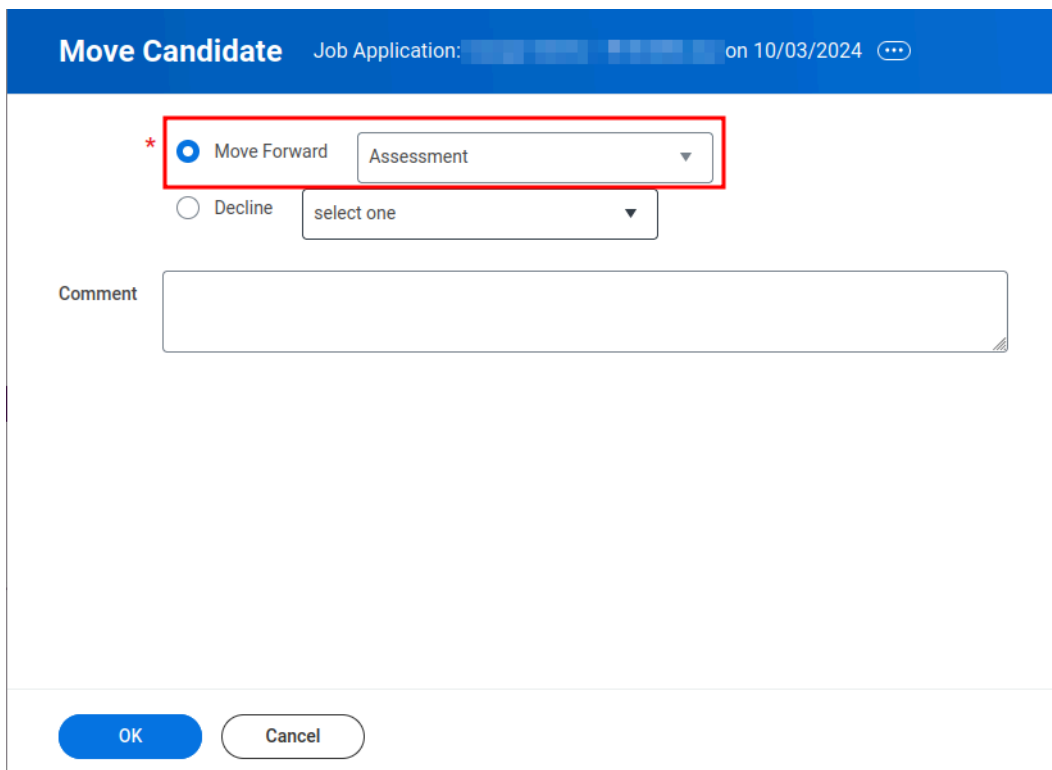 Move Candidate Job Application: on 10/03/2024
* Move Forward Assessment
Decline select one
Comment
OK Cancel